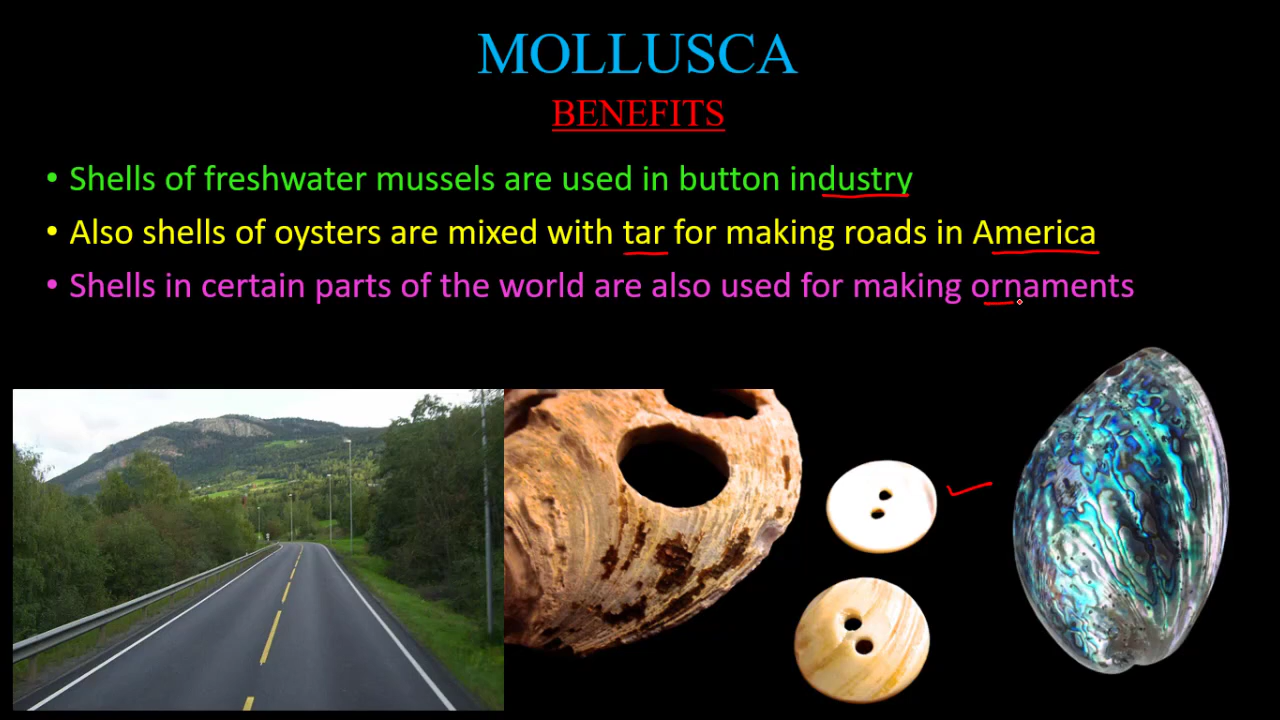 MOLLUSCA
BENEFITS
• Shells of freshwater mussels are used in button industry
• Also shells of oysters are mixed with tar for making roads in America
• Shells in certain parts of the world are also used for making ornaments